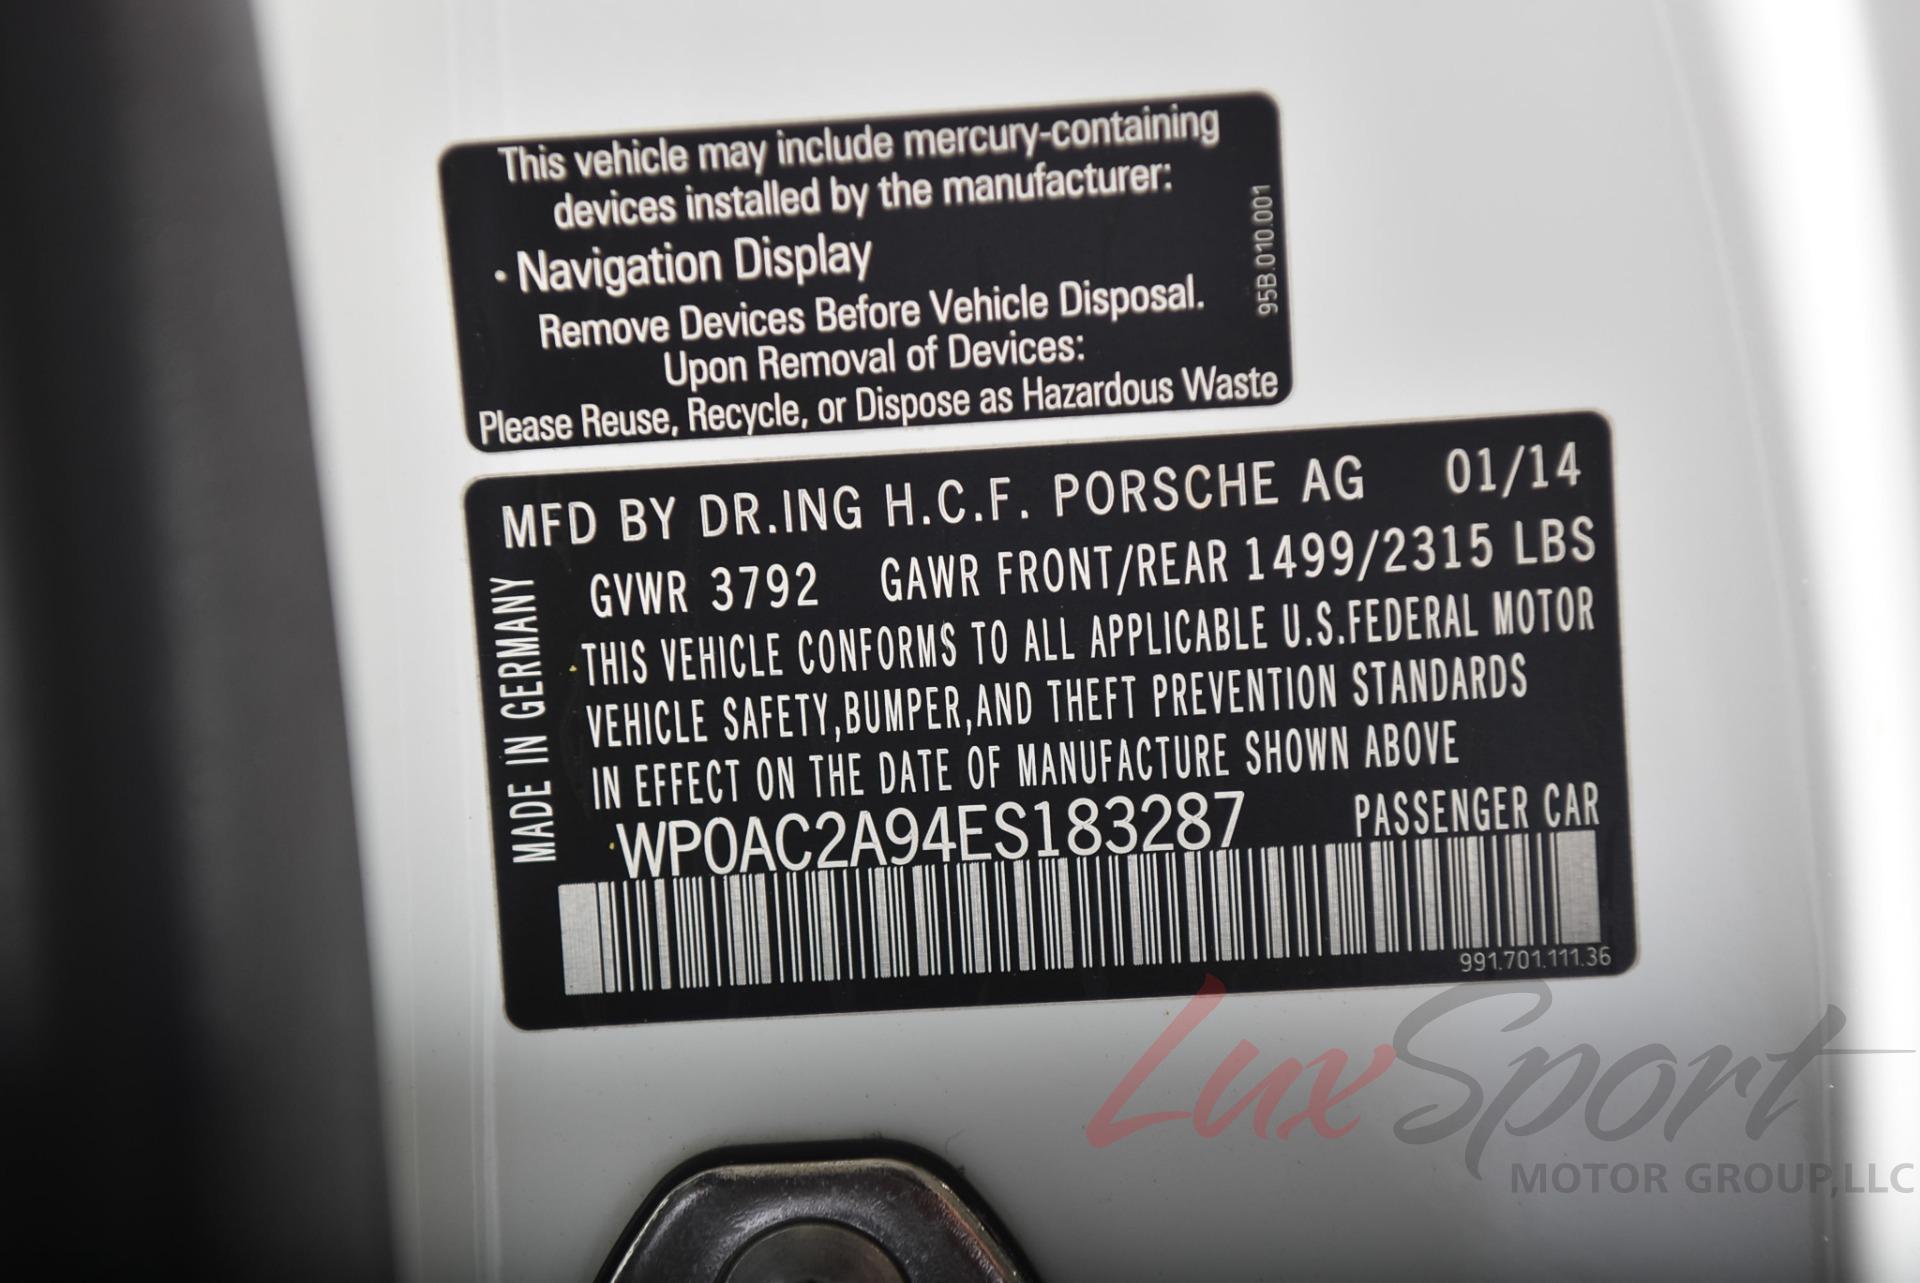 This vehicle may include mercury-containing
devices installed by the manufacturer:
· Navigation Display
Remove Devices Before Vehicle Disposal.
Upon Removal of Devices:
Please Reuse, Recycle, or Dispose as Hazardous Waste
95B.010.001
MFD BY DR.ING H.C.F. PORSCHE AG 01/14
GVWR 3792 GAWR FRONT/REAR 1499/2315 LBS
THIS VEHICLE CONFORMS TO ALL APPLICABLE U.S.FEDERAL MOTOR
VEHICLE SAFETY,BUMPER,AND THEFT PREVENTION STANDARDS
IN EFFECT ON THE DATE OF MANUFACTURE SHOWN ABOVE
WP0AC2A94ES183287 PASSENGER CAR
MADE IN GERMANY
991.701.111.36
LuxSport
MOTOR GROUP,LLC